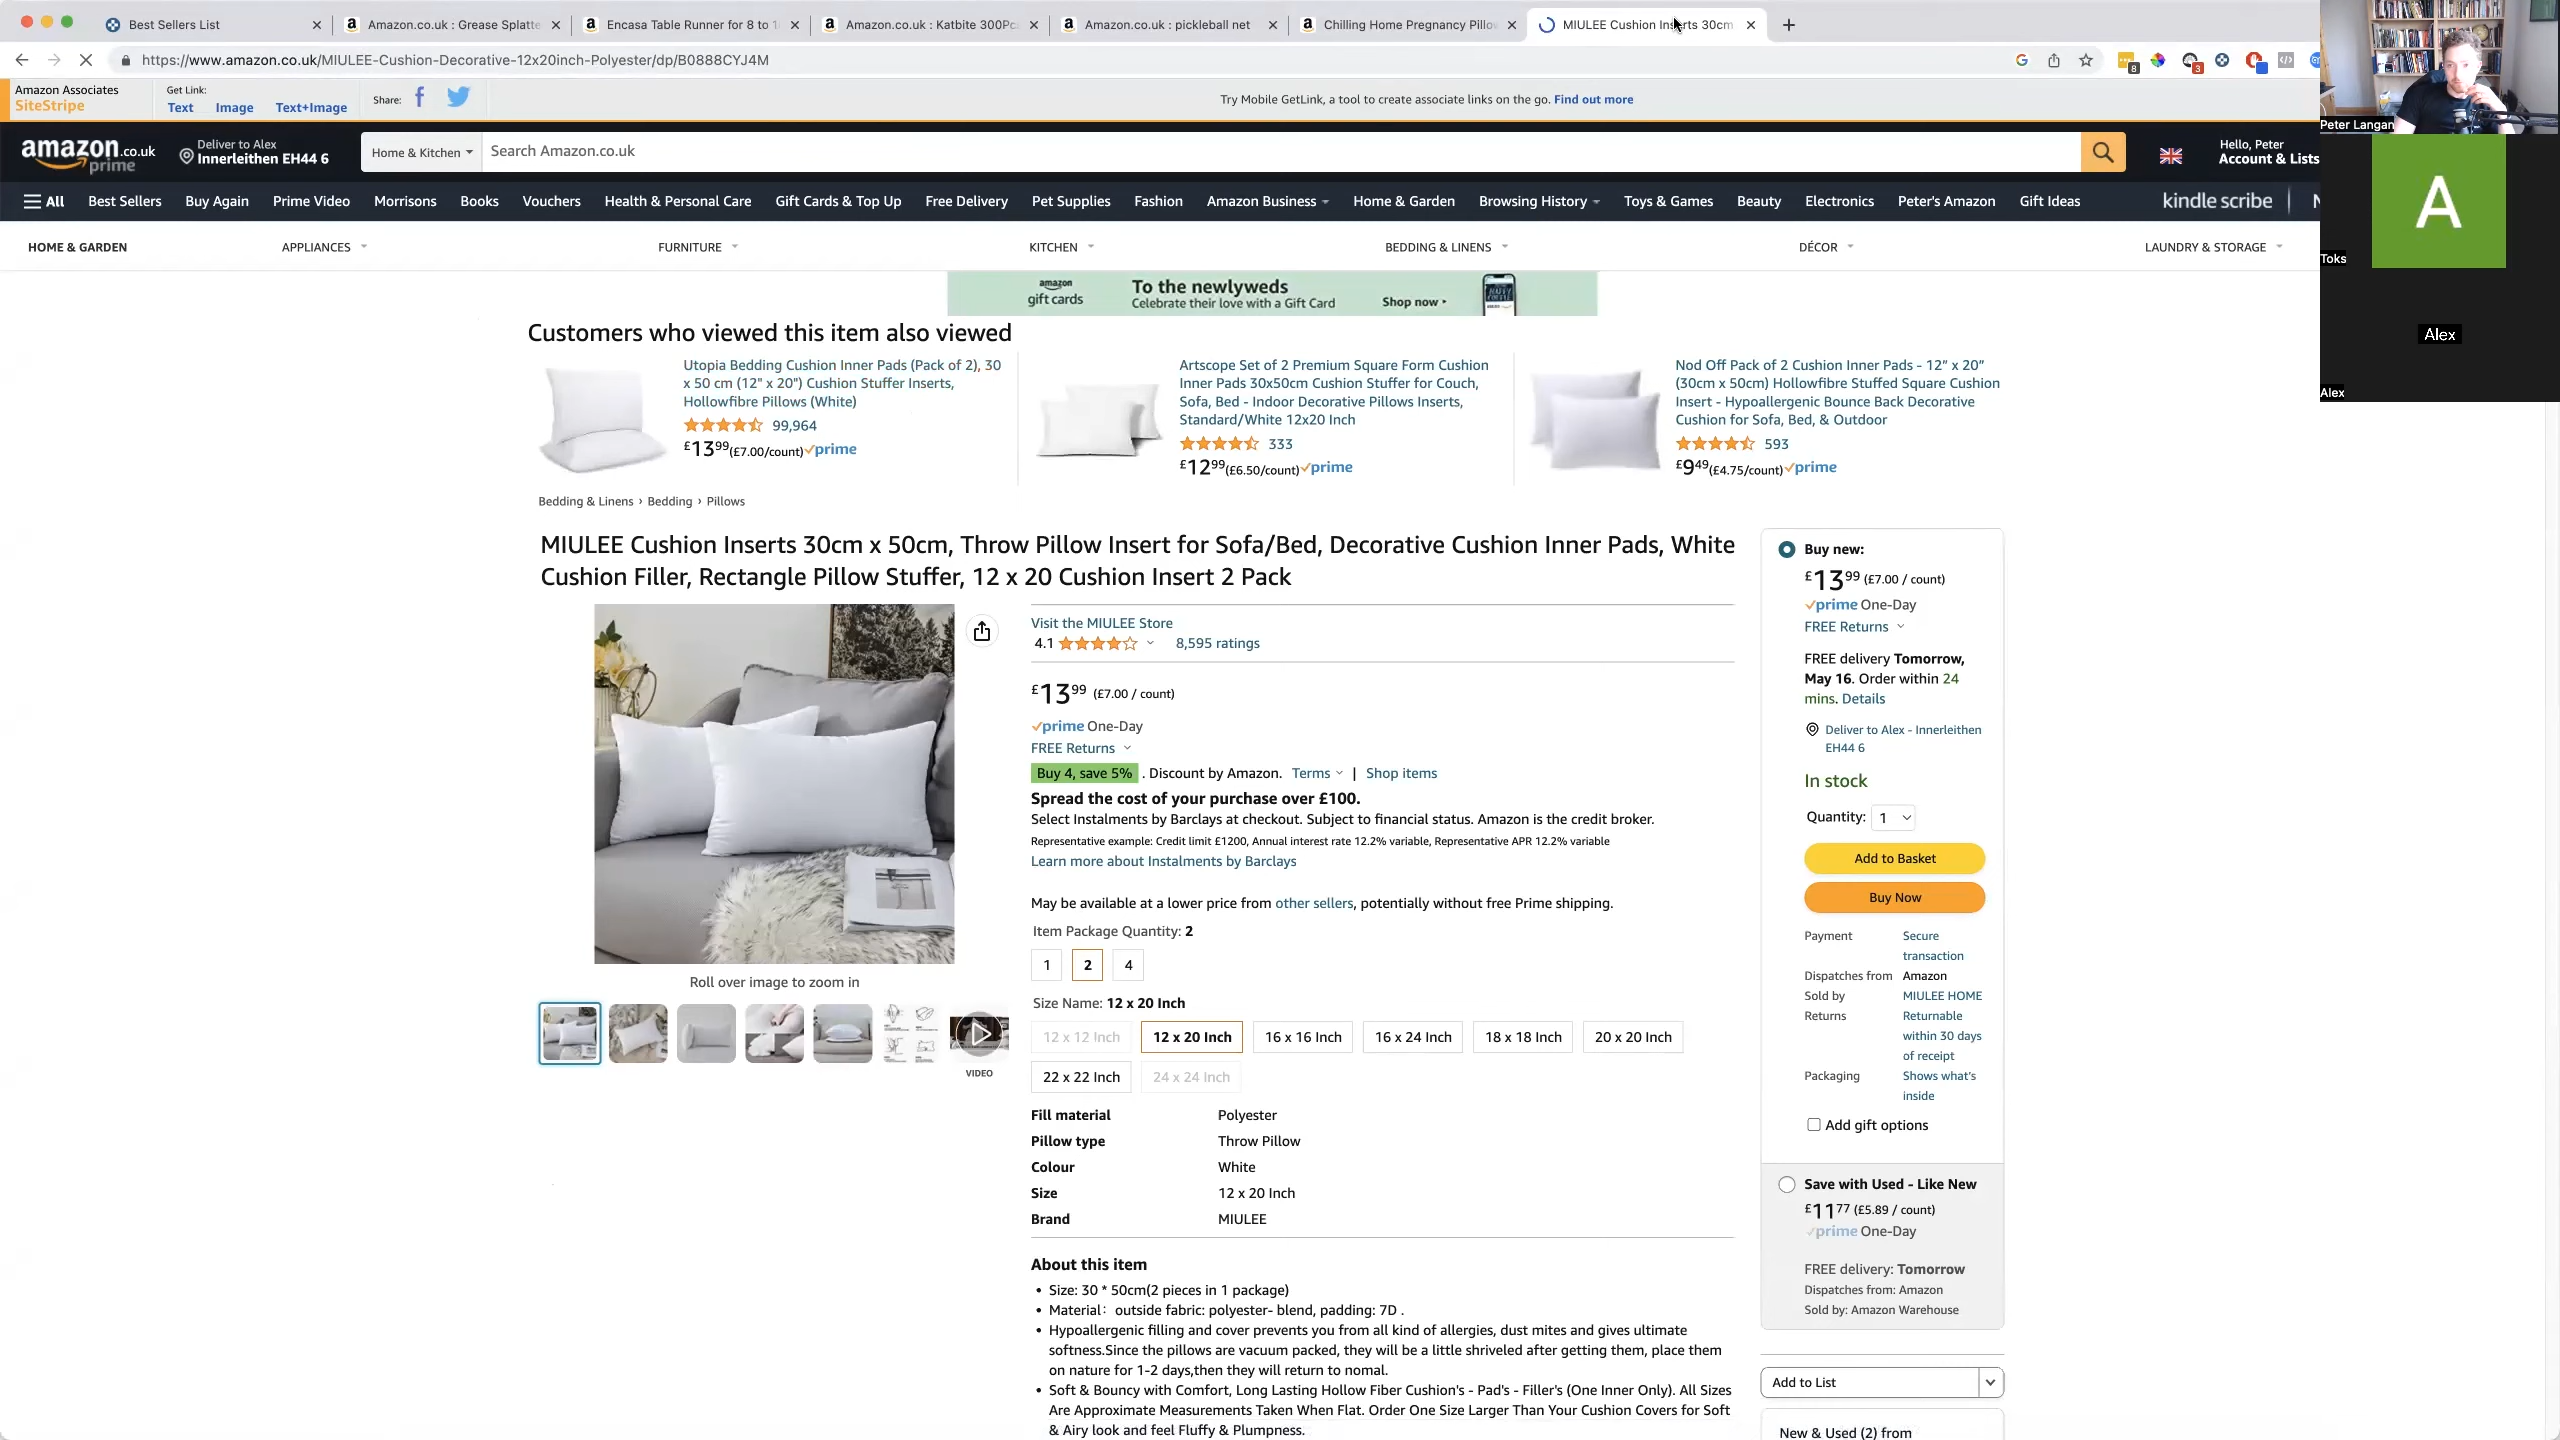 Best Sellers List
Amazon.co.uk : Grease Splatte
Encasa Table Runner for 8 to 1
Amazon.co.uk : Katbite 300Pc
Amazon.co.uk : pickleball net
Chilling Home Pregnancy Pillo
MIULEE Cushion Inserts 30cm
https://www.amazon.co.uk/MIULEE-Cushion-Decorative-12x20inch-Polyester/dp/B0888CYJ4M
8
3
Amazon Associates
SiteStripe
Get Link:
Text Image Text+Image
Share:
Try Mobile GetLink, a tool to create associate links on the go. Find out more
Peter Langan
amazon.co.uk
prime
Deliver to Alex
Innerleithen EH44 6
Home & Kitchen
Search Amazon.co.uk
Hello, Peter
Account & Lists
All Best Sellers Buy Again Prime Video Morrisons Books Vouchers Health & Personal Care Gift Cards & Top Up Free Delivery Pet Supplies Fashion Amazon Business Home & Garden Browsing History Toys & Games Beauty Electronics Peter's Amazon Gift Ideas kindle scribe
A
Toks
Alex
Alex
HOME & GARDEN APPLIANCES FURNITURE KITCHEN BEDDING & LINENS DÉCOR LAUNDRY & STORAGE
amazon
gift cards
To the newlyweds
Celebrate their love with a Gift Card
Shop now
Customers who viewed this item also viewed
Utopia Bedding Cushion Inner Pads (Pack of 2), 30
x 50 cm (12" x 20") Cushion Stuffer Inserts,
Hollowfibre Pillows (White)
99,964
£1399(£7.00/count) prime
Artscope Set of 2 Premium Square Form Cushion
Inner Pads 30x50cm Cushion Stuffer for Couch,
Sofa, Bed - Indoor Decorative Pillows Inserts,
Standard/White 12x20 Inch
333
£1299(£6.50/count) prime
Nod Off Pack of 2 Cushion Inner Pads - 12” x 20”
(30cm x 50cm) Hollowfibre Stuffed Square Cushion
Insert - Hypoallergenic Bounce Back Decorative
Cushion for Sofa, Bed, & Outdoor
593
£949(£4.75/count) prime
Bedding & Linens › Bedding › Pillows
MIULEE Cushion Inserts 30cm x 50cm, Throw Pillow Insert for Sofa/Bed, Decorative Cushion Inner Pads, White
Cushion Filler, Rectangle Pillow Stuffer, 12 x 20 Cushion Insert 2 Pack
Roll over image to zoom in
VIDEO
Visit the MIULEE Store
4.1 8,595 ratings
£1399 (£7.00 / count)
prime One-Day
FREE Returns
Buy 4, save 5% . Discount by Amazon. Terms | Shop items
Spread the cost of your purchase over £100.
Select Instalments by Barclays at checkout. Subject to financial status. Amazon is the credit broker.
Representative example: Credit limit £1200, Annual interest rate 12.2% variable, Representative APR 12.2% variable
Learn more about Instalments by Barclays
May be available at a lower price from other sellers, potentially without free Prime shipping.
Item Package Quantity: 2
1 2 4
Size Name: 12 x 20 Inch
12 x 12 Inch 12 x 20 Inch 16 x 16 Inch 16 x 24 Inch 18 x 18 Inch 20 x 20 Inch
22 x 22 Inch 24 x 24 Inch
Fill material Polyester
Pillow type Throw Pillow
Colour White
Size 12 x 20 Inch
Brand MIULEE
About this item
• Size: 30 * 50cm(2 pieces in 1 package)
• Material: outside fabric: polyester- blend, padding: 7D .
• Hypoallergenic filling and cover prevents you from all kind of allergies, dust mites and gives ultimate
softness.Since the pillows are vacuum packed, they will be a little shriveled after getting them, place them
on nature for 1-2 days,then they will return to nomal.
• Soft & Bouncy with Comfort, Long Lasting Hollow Fiber Cushion's - Pad's - Filler's (One Inner Only). All Sizes
Are Approximate Measurements Taken When Flat. Order One Size Larger Than Your Cushion Covers for Soft
& Airy look and feel Fluffy & Plumpness.
Buy new:
£1399 (£7.00 / count)
prime One-Day
FREE Returns
FREE delivery Tomorrow,
May 16. Order within 24
mins. Details
Deliver to Alex - Innerleithen
EH44 6
In stock
Quantity: 1
Add to Basket
Buy Now
Payment Secure
transaction
Dispatches from Amazon
Sold by MIULEE HOME
Returns Returnable
within 30 days
of receipt
Packaging Shows what's
inside
Add gift options
Save with Used - Like New
£1177 (£5.89 / count)
prime One-Day
FREE delivery: Tomorrow
Dispatches from: Amazon
Sold by: Amazon Warehouse
Add to List
New & Used (2) from